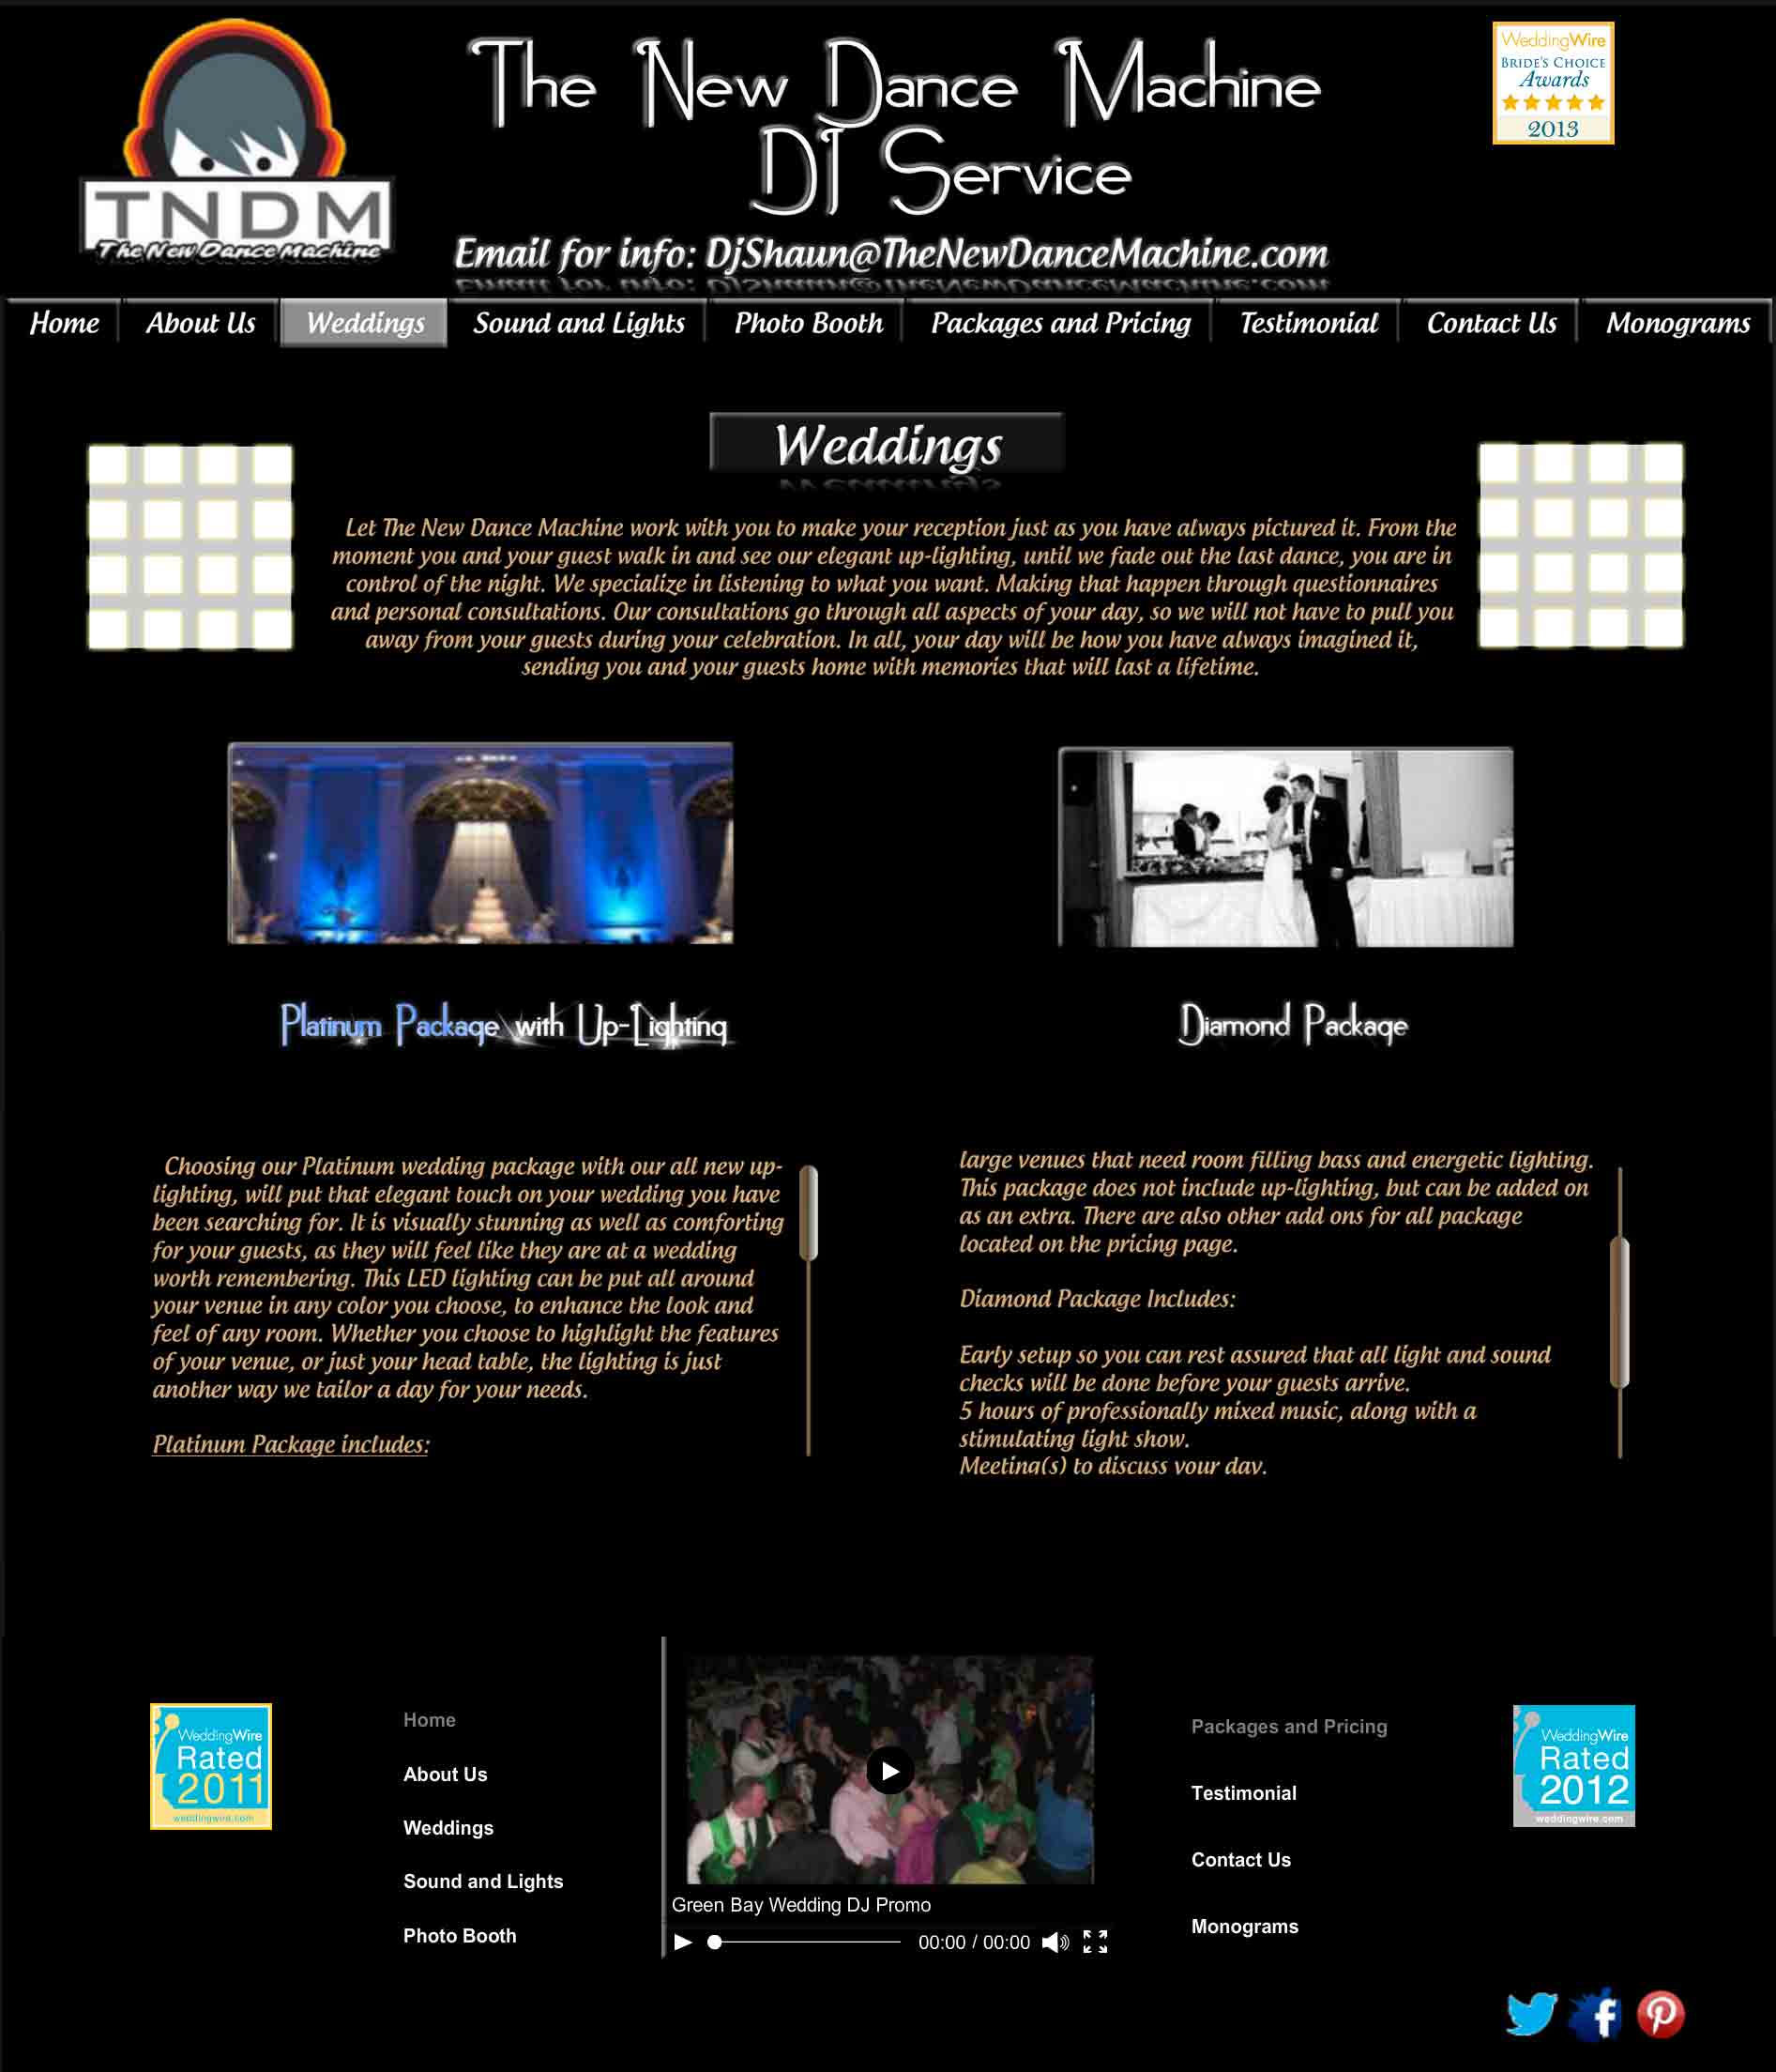 The New Dance Machine
DJ Service
TNDM
The New Dance Machine
Email for info: DjShaun@TheNewDanceMachine.com
WeddingWire
BRIDE'S CHOICE
Awards
2013
Home
About Us
Weddings
Sound and Lights
Photo Booth
Packages and Pricing
Testimonial
Contact Us
Monograms
Weddings
Let The New Dance Machine work with you to make your reception just as you have always pictured it. From the
moment you and your guest walk in and see our elegant up-lighting, until we fade out the last dance, you are in
control of the night. We specialize in listening to what you want. Making that happen through questionnaires
and personal consultations. Our consultations go through all aspects of your day, so we will not have to pull you
away from your guests during your celebration. In all, your day will be how you have always imagined it,
sending you and your guests home with memories that will last a lifetime.
Platinum Package with Up-Lighting
Choosing our Platinum wedding package with our all new up-
lighting, will put that elegant touch on your wedding you have
been searching for. It is visually stunning as well as comforting
for your guests, as they will feel like they are at a wedding
worth remembering. This LED lighting can be put all around
your venue in any color you choose, to enhance the look and
feel of any room. Whether you choose to highlight the features
of your venue, or just your head table, the lighting is just
another way we tailor a day for your needs.
Platinum Package includes:
Diamond Package
large venues that need room filling bass and energetic lighting.
This package does not include up-lighting, but can be added on
as an extra. There are also other add ons for all package
located on the pricing page.
Diamond Package Includes:
Early setup so you can rest assured that all light and sound
checks will be done before your guests arrive.
5 hours of professionally mixed music, along with a
stimulating light show.
Meeting(s) to discuss your day.
WeddingWire
Rated
2011
weddingwire.com
Home
About Us
Weddings
Sound and Lights
Photo Booth
Green Bay Wedding DJ Promo
00:00 / 00:00
Packages and Pricing
Testimonial
Contact Us
Monograms
WeddingWire
Rated
2012
weddingwire.com